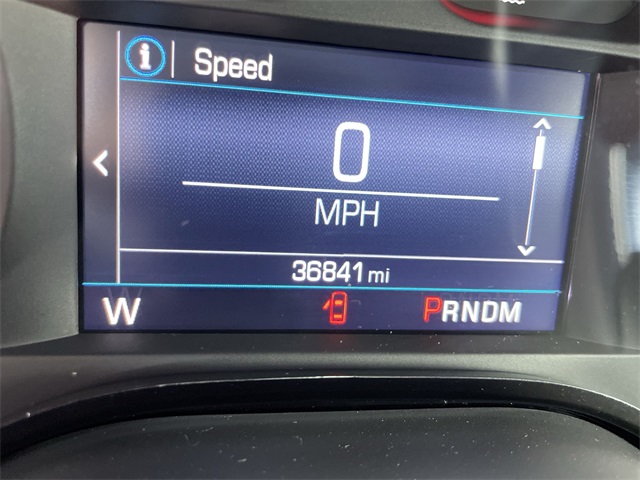 i Speed
0
MPH
36841 mi
W PRNDM